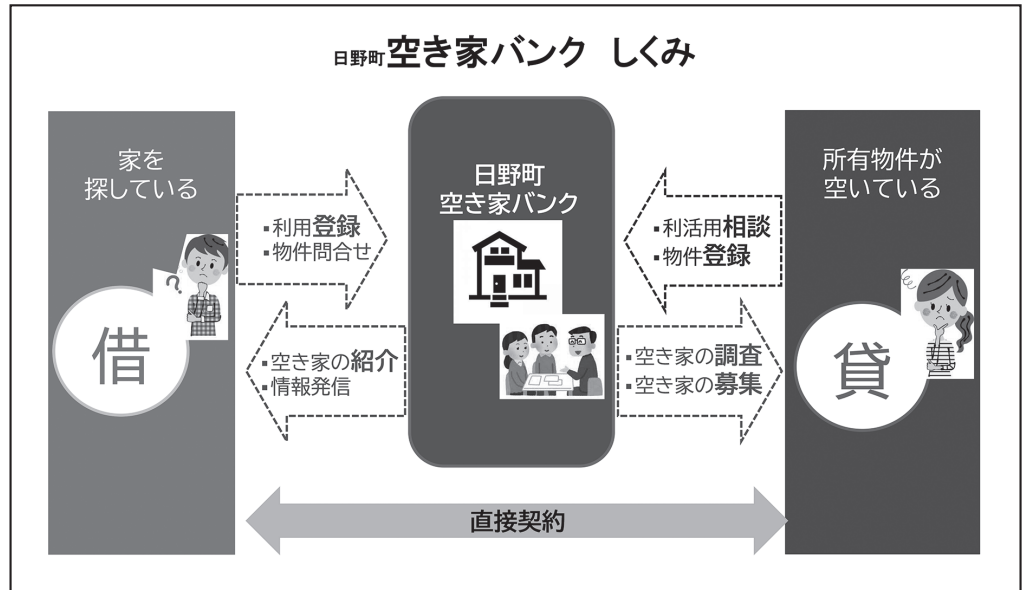 日野町空き家バンク しくみ
家を
探している
?
借
▪利用登録
▪物件問合せ
▪空き家の紹介
▪情報発信
日野町
空き家バンク
▪利活用相談
▪物件登録
▪空き家の調査
▪空き家の募集
所有物件が
空いている
貸
直接契約